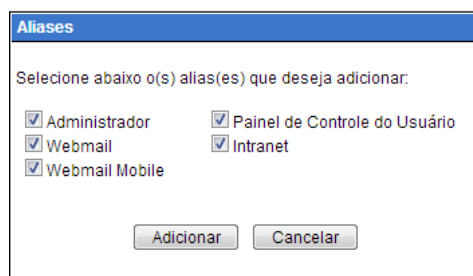 Aliases
Selecione abaixo o(s) alias(es) que deseja adicionar:
Administrador Painel de Controle do Usuário
Webmail Intranet
Webmail Mobile
Adicionar Cancelar